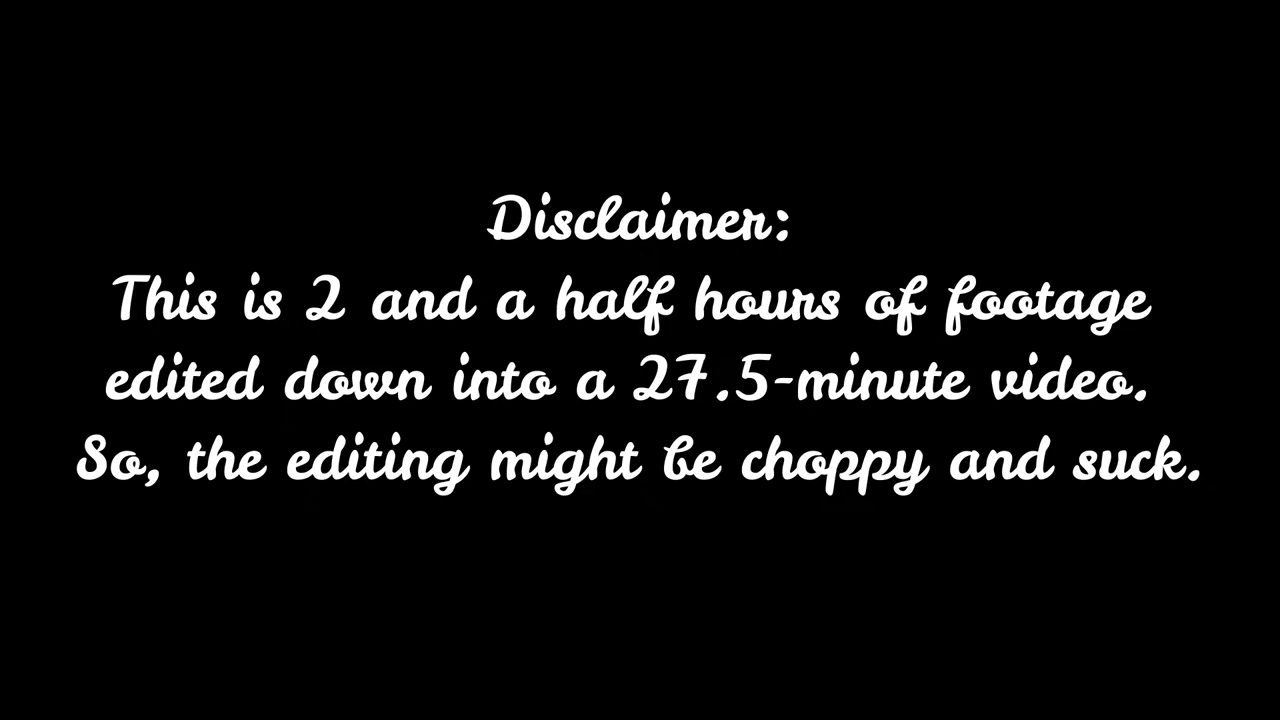 Disclaimer:
This is 2 and a half hours of footage
edited down into a 27.5-minute video.
So, the editing might be choppy and suck.